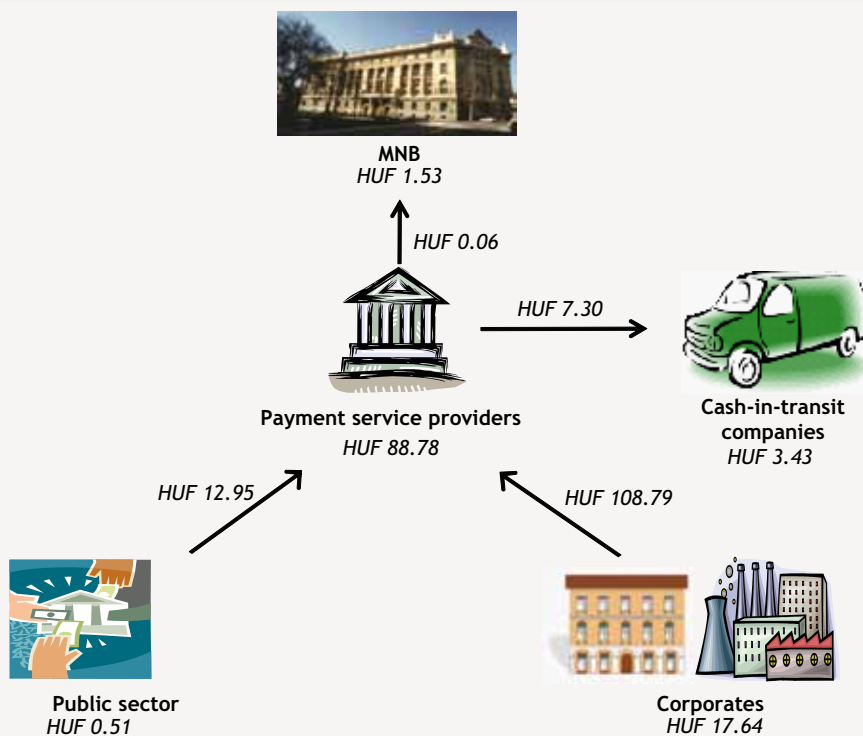 MNB
HUF 1.53
HUF 0.06
HUF 7.30
Payment service providers
HUF 88.78
Cash-in-transit
companies
HUF 3.43
HUF 12.95
HUF 108.79
Public sector
HUF 0.51
Corporates
HUF 17.64